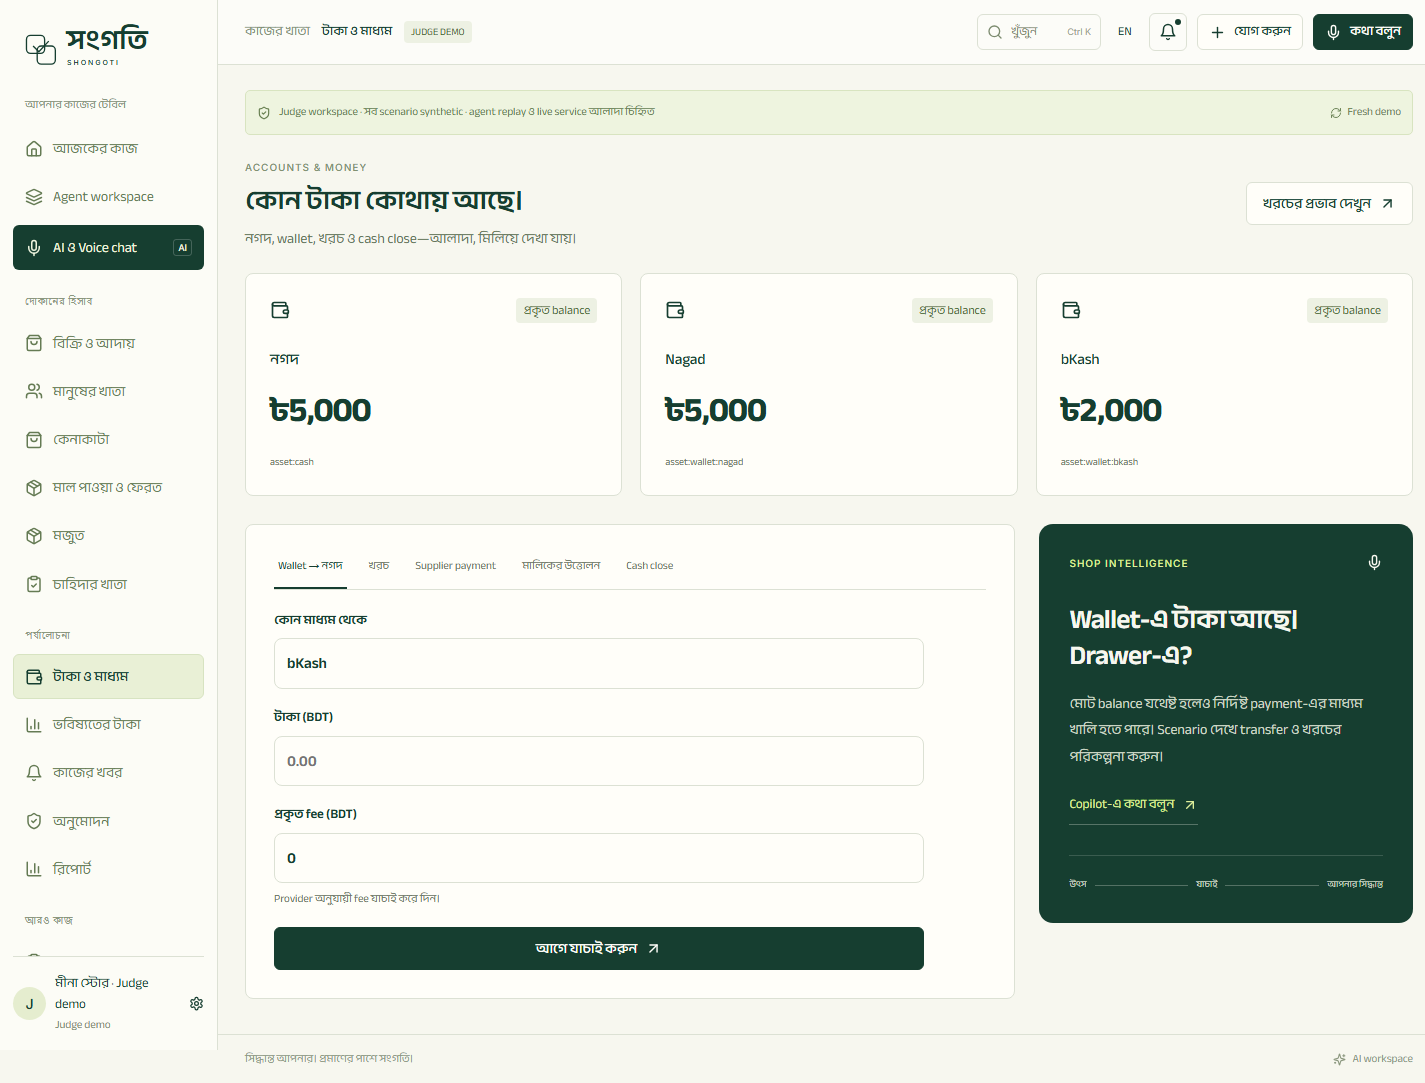 সংগতি
SHONGOTI
আপনার কাজের টেবিল
আজকের কাজ
Agent workspace
AI ও Voice chat
AI
দোকানের হিসাব
বিক্রি ও আদায়
মানুষের খাতা
কেনাকাটা
মাল পাওয়া ও ফেরত
মজুত
চাহিদার খাতা
পর্যালোচনা
টাকা ও মাধ্যম
ভবিষ্যতের টাকা
কাজের খবর
অনুমোদন
রিপোর্ট
আরও কাজ
J
মীনা স্টোর · Judge
demo
Judge demo
কাজের খাতা টাকা ও মাধ্যম JUDGE DEMO
খুঁজুন Ctrl K
EN
যোগ করুন
কথা বলুন
Judge workspace · সব scenario synthetic · agent replay ও live service আলাদা চিহ্নিত
Fresh demo
ACCOUNTS & MONEY
কোন টাকা কোথায় আছে।
নগদ, wallet, খরচ ও cash close—আলাদা, মিলিয়ে দেখা যায়।
খরচের প্রভাব দেখুন
প্রকৃত balance
নগদ
৳5,000
asset:cash
প্রকৃত balance
Nagad
৳5,000
asset:wallet:nagad
প্রকৃত balance
bKash
৳2,000
asset:wallet:bkash
Wallet → নগদ খরচ Supplier payment মালিকের উত্তোলন Cash close
কোন মাধ্যম থেকে
bKash
টাকা (BDT)
0.00
প্রকৃত fee (BDT)
0
Provider অনুযায়ী fee যাচাই করে দিন।
আগে যাচাই করুন
SHOP INTELLIGENCE
Wallet-এ টাকা আছে।
Drawer-এ?
মোট balance যথেষ্ট হলেও নির্দিষ্ট payment-এর মাধ্যম
খালি হতে পারে। Scenario দেখে transfer ও খরচের
পরিকল্পনা করুন।
Copilot-এ কথা বলুন
উৎস যাচাই আপনার সিদ্ধান্ত
সিদ্ধান্ত আপনার। প্রমাণের পাশে সংগতি।
AI workspace